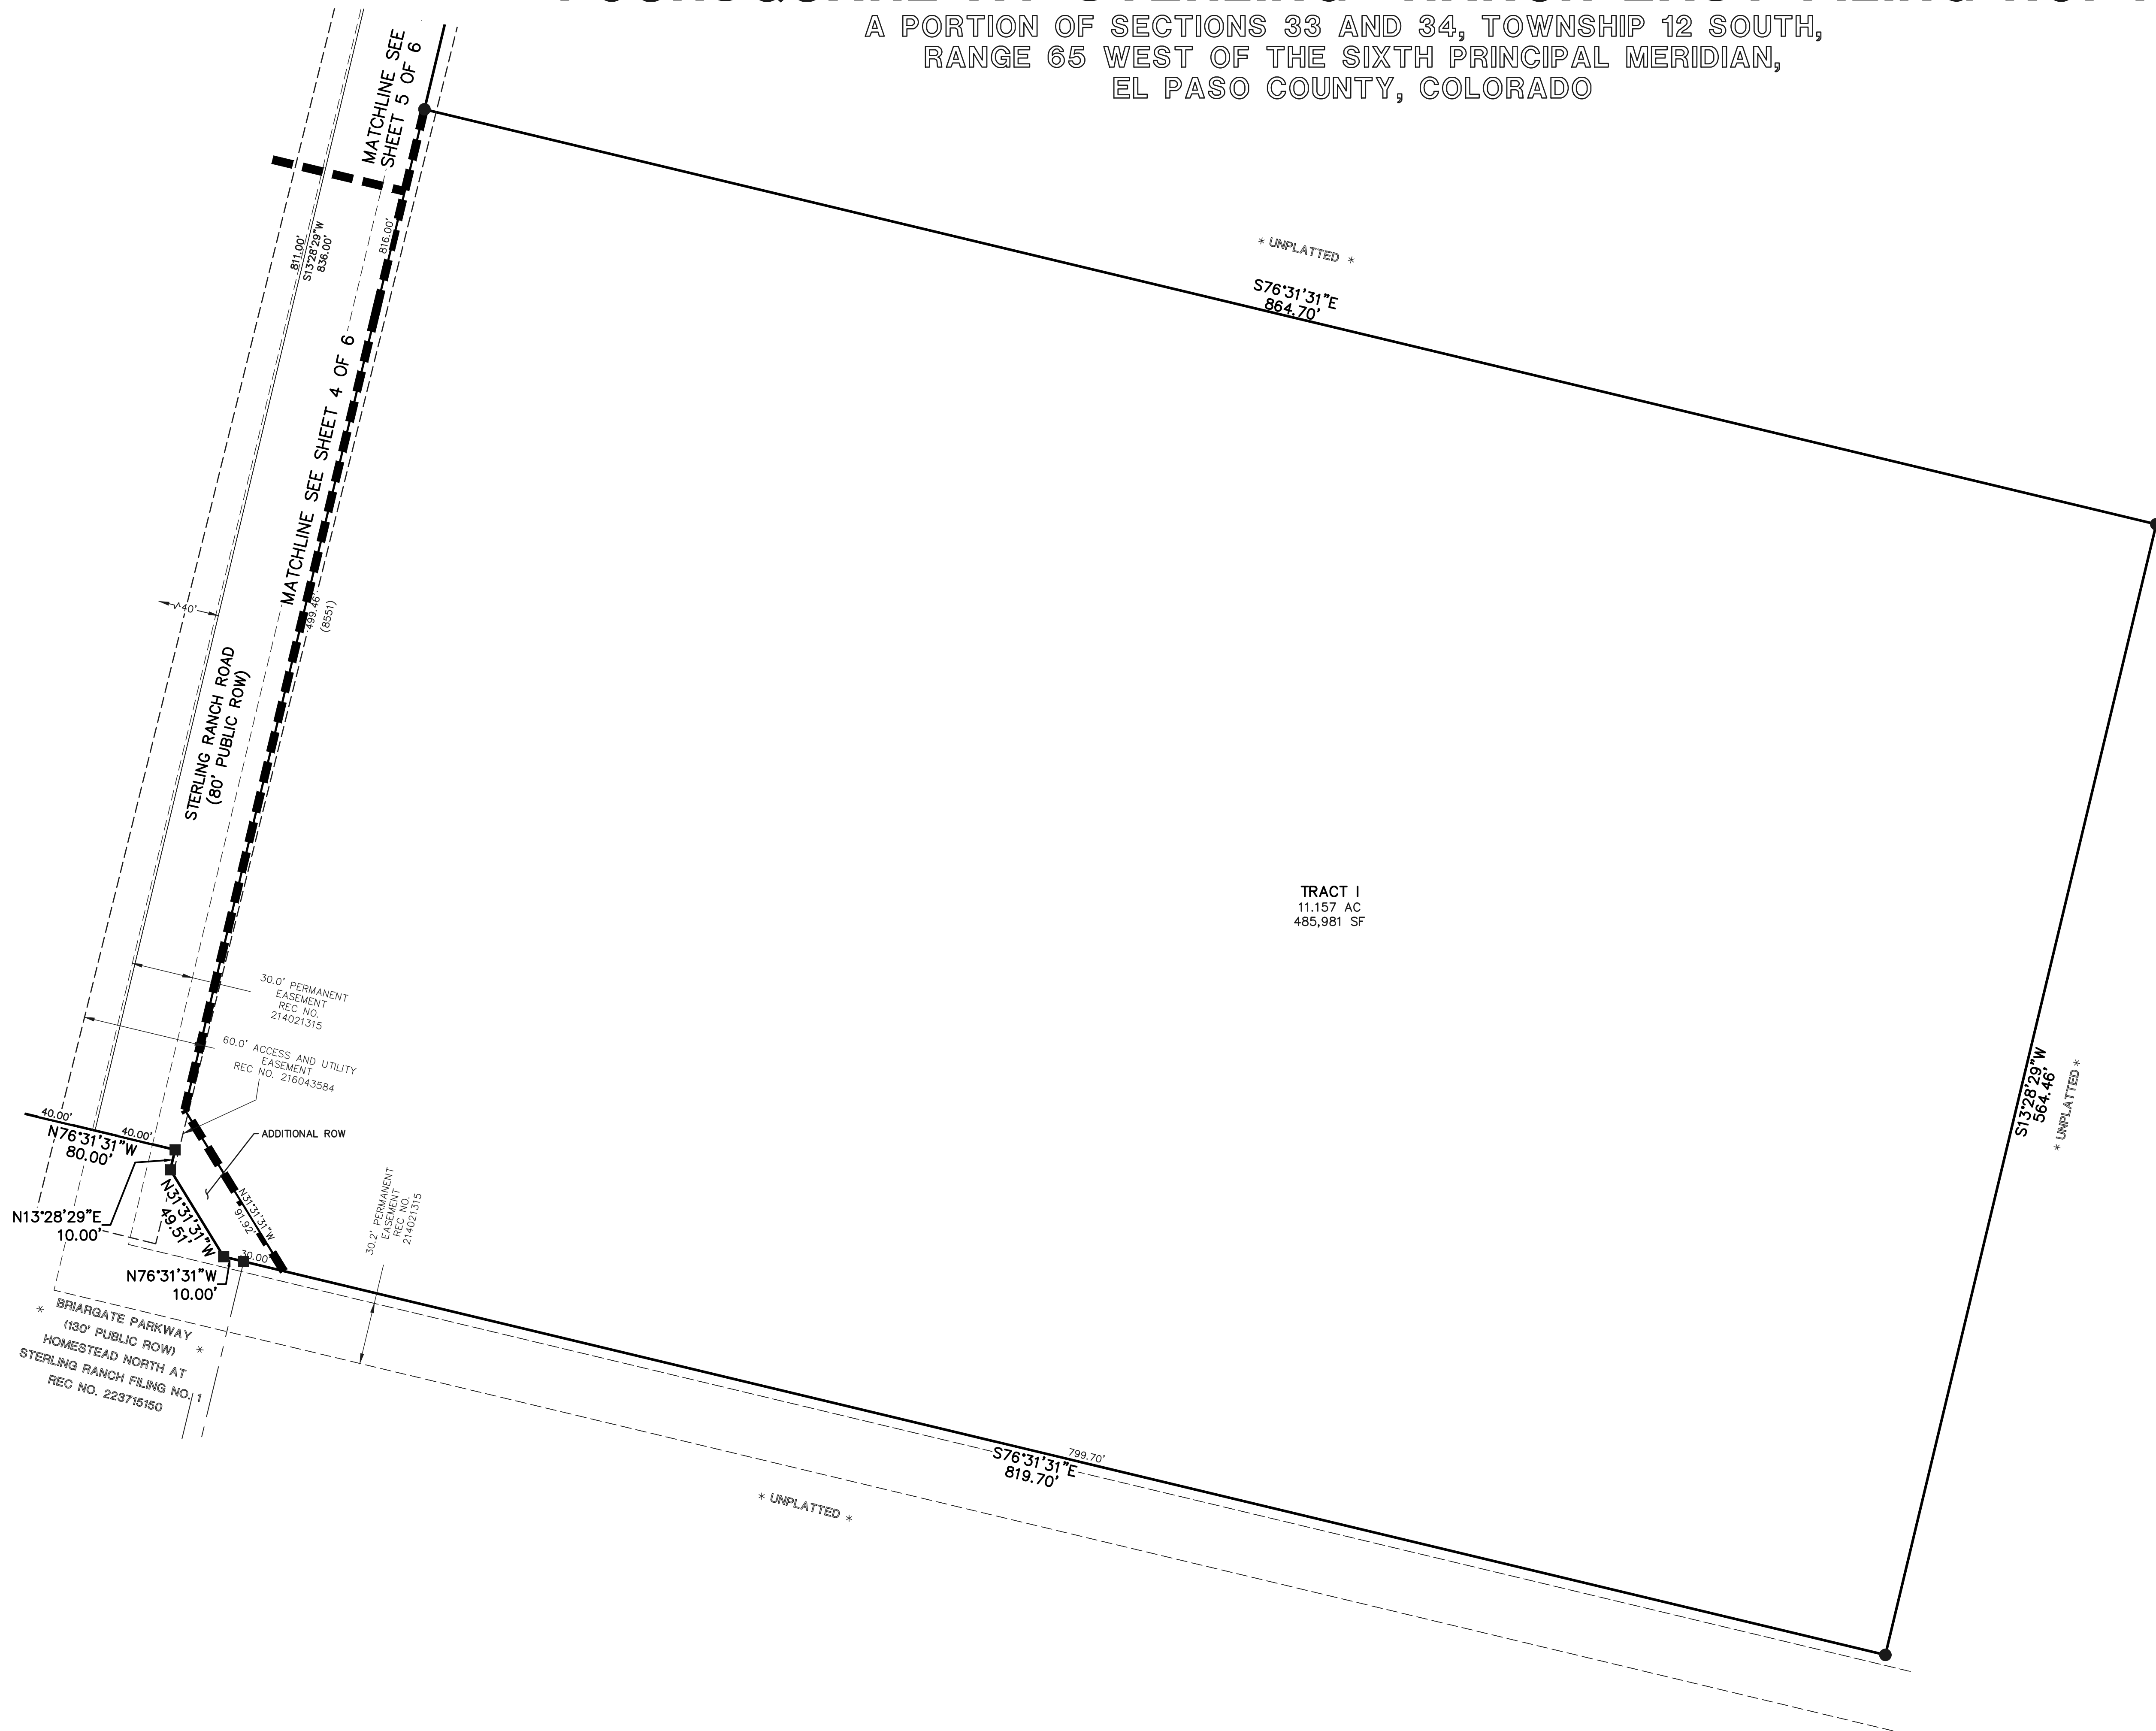 A PORTION OF SECTIONS 33 AND 34, TOWNSHIP 12 SOUTH,
RANGE 65 WEST OF THE SIXTH PRINCIPAL MERIDIAN,
EL PASO COUNTY, COLORADO
MATCHLINE SEE
SHEET 5 OF 6
811.00'
S13°28'29"W
836.00'
816.00'
* UNPLATTED *
S76°31'31"E
864.70'
MATCHLINE SEE SHEET 4 OF 6
499.46'
(8551)
40'
STERLING RANCH ROAD
(80' PUBLIC ROW)
TRACT I
11.157 AC
485,981 SF
30.0' PERMANENT
EASEMENT
REC NO.
214021315
60.0' ACCESS AND UTILITY
EASEMENT
REC NO. 216043584
S13°28'29"W
564.46'
* UNPLATTED *
40.00'
40.00'
N76°31'31"W
80.00'
ADDITIONAL ROW
N13°28'29"E
10.00'
N31°31'31"W
49.51'
N31°31'31"W
91.92'
30.00'
N76°31'31"W
10.00'
30.2' PERMANENT
EASEMENT
REC NO.
214021315
* BRIARGATE PARKWAY
(130' PUBLIC ROW) *
HOMESTEAD NORTH AT
STERLING RANCH FILING NO. 1
REC NO. 223715150
799.70'
S76°31'31"E
819.70'
* UNPLATTED *